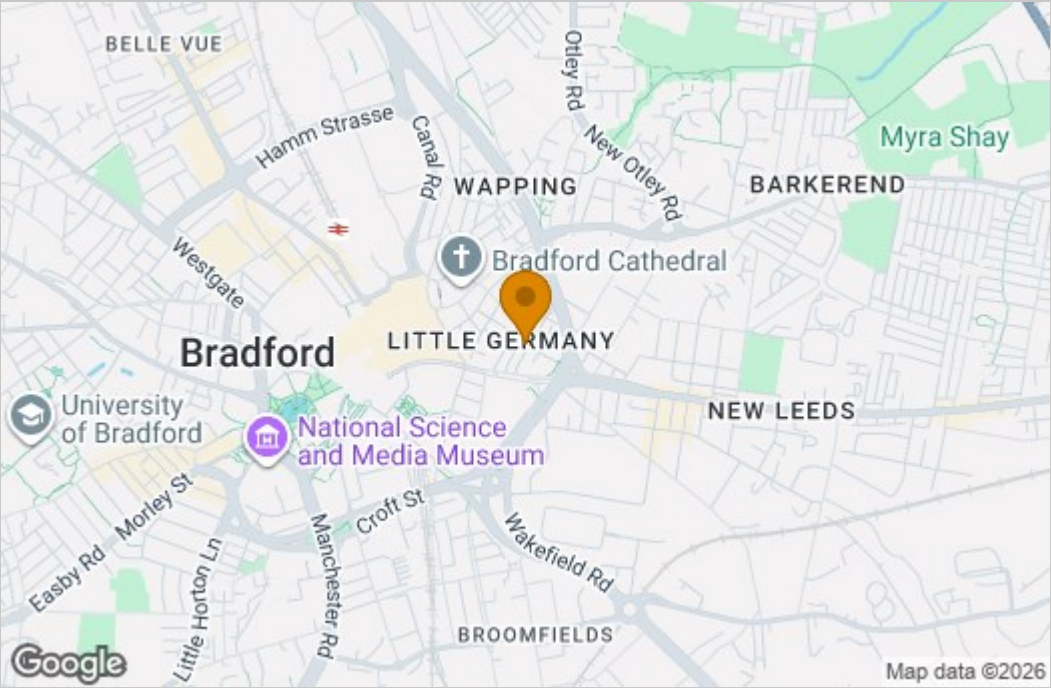 BELLE VUE
Otley Rd
Hamm Strasse
Canal Rd
New Otley Rd
Myra Shay
WAPPING
BARKEREND
Westgate
Bradford Cathedral
LITTLE GERMANY
Bradford
University
of Bradford
NEW LEEDS
National Science
and Media Museum
Morley St
Croft St
Easby Rd
Little Horton Ln
Manchester Rd
Wakefield Rd
BROOMFIELDS
Google
Map data ©2026